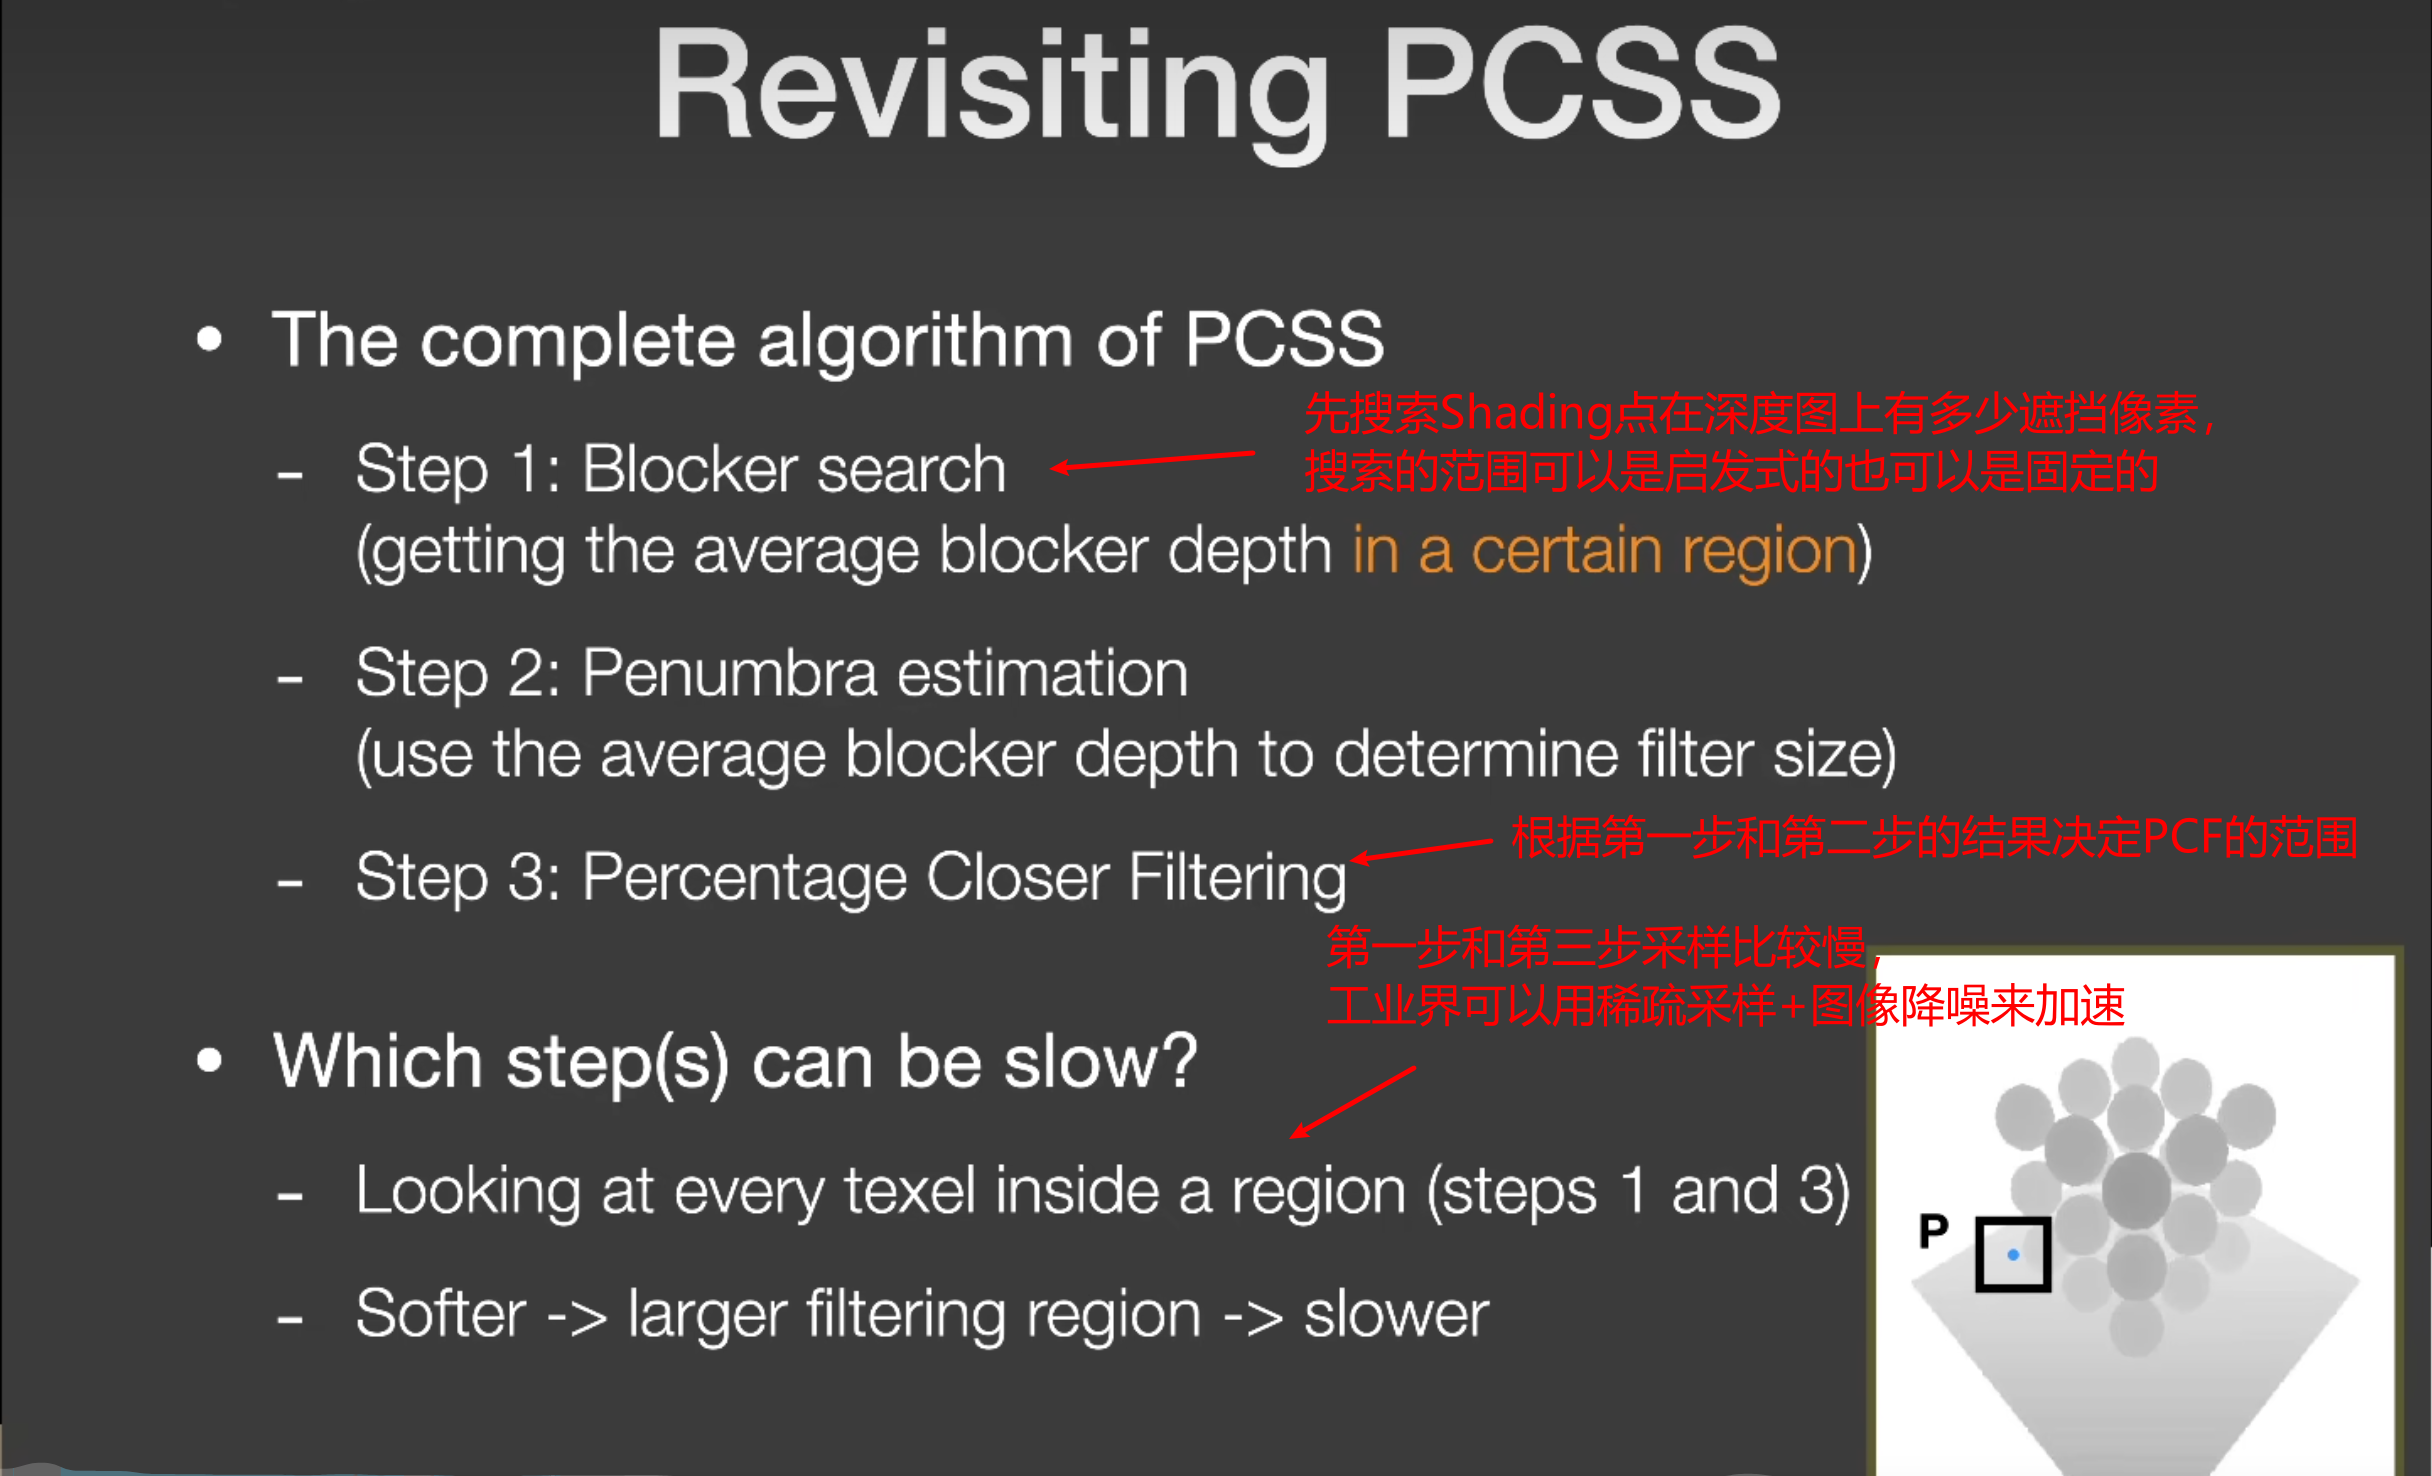 Revisiting PCSS
• The complete algorithm of PCSS
先搜索Shading点在深度图上有多少遮挡像素，
搜索的范围可以是启发式的也可以是固定的
- Step 1: Blocker search
(getting the average blocker depth in a certain region)
- Step 2: Penumbra estimation
(use the average blocker depth to determine filter size)
根据第一步和第二步的结果决定PCF的范围
- Step 3: Percentage Closer Filtering
第一步和第三步采样比较慢，
工业界可以用稀疏采样+图像降噪来加速
• Which step(s) can be slow?
- Looking at every texel inside a region (steps 1 and 3)
P
- Softer -> larger filtering region -> slower